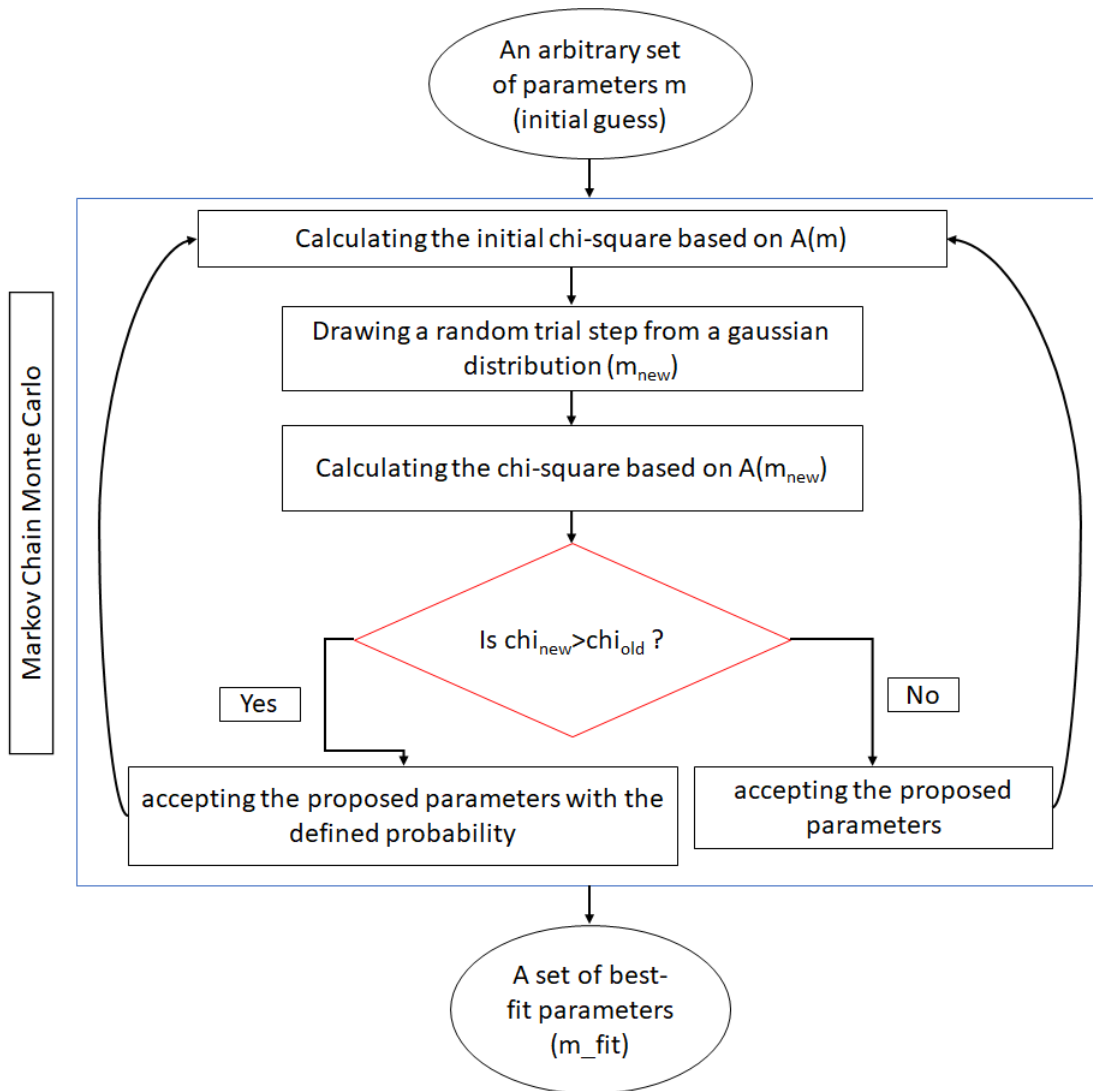 An arbitrary set
of parameters m
(initial guess)
Calculating the initial chi-square based on A(m)
Drawing a random trial step from a gaussian
distribution (mnew)
Calculating the chi-square based on A(mnew)
Markov Chain Monte Carlo
Is chinew>chiold ?
Yes
No
accepting the proposed parameters with the
defined probability
accepting the proposed
parameters
A set of best-
fit parameters
(m_fit)